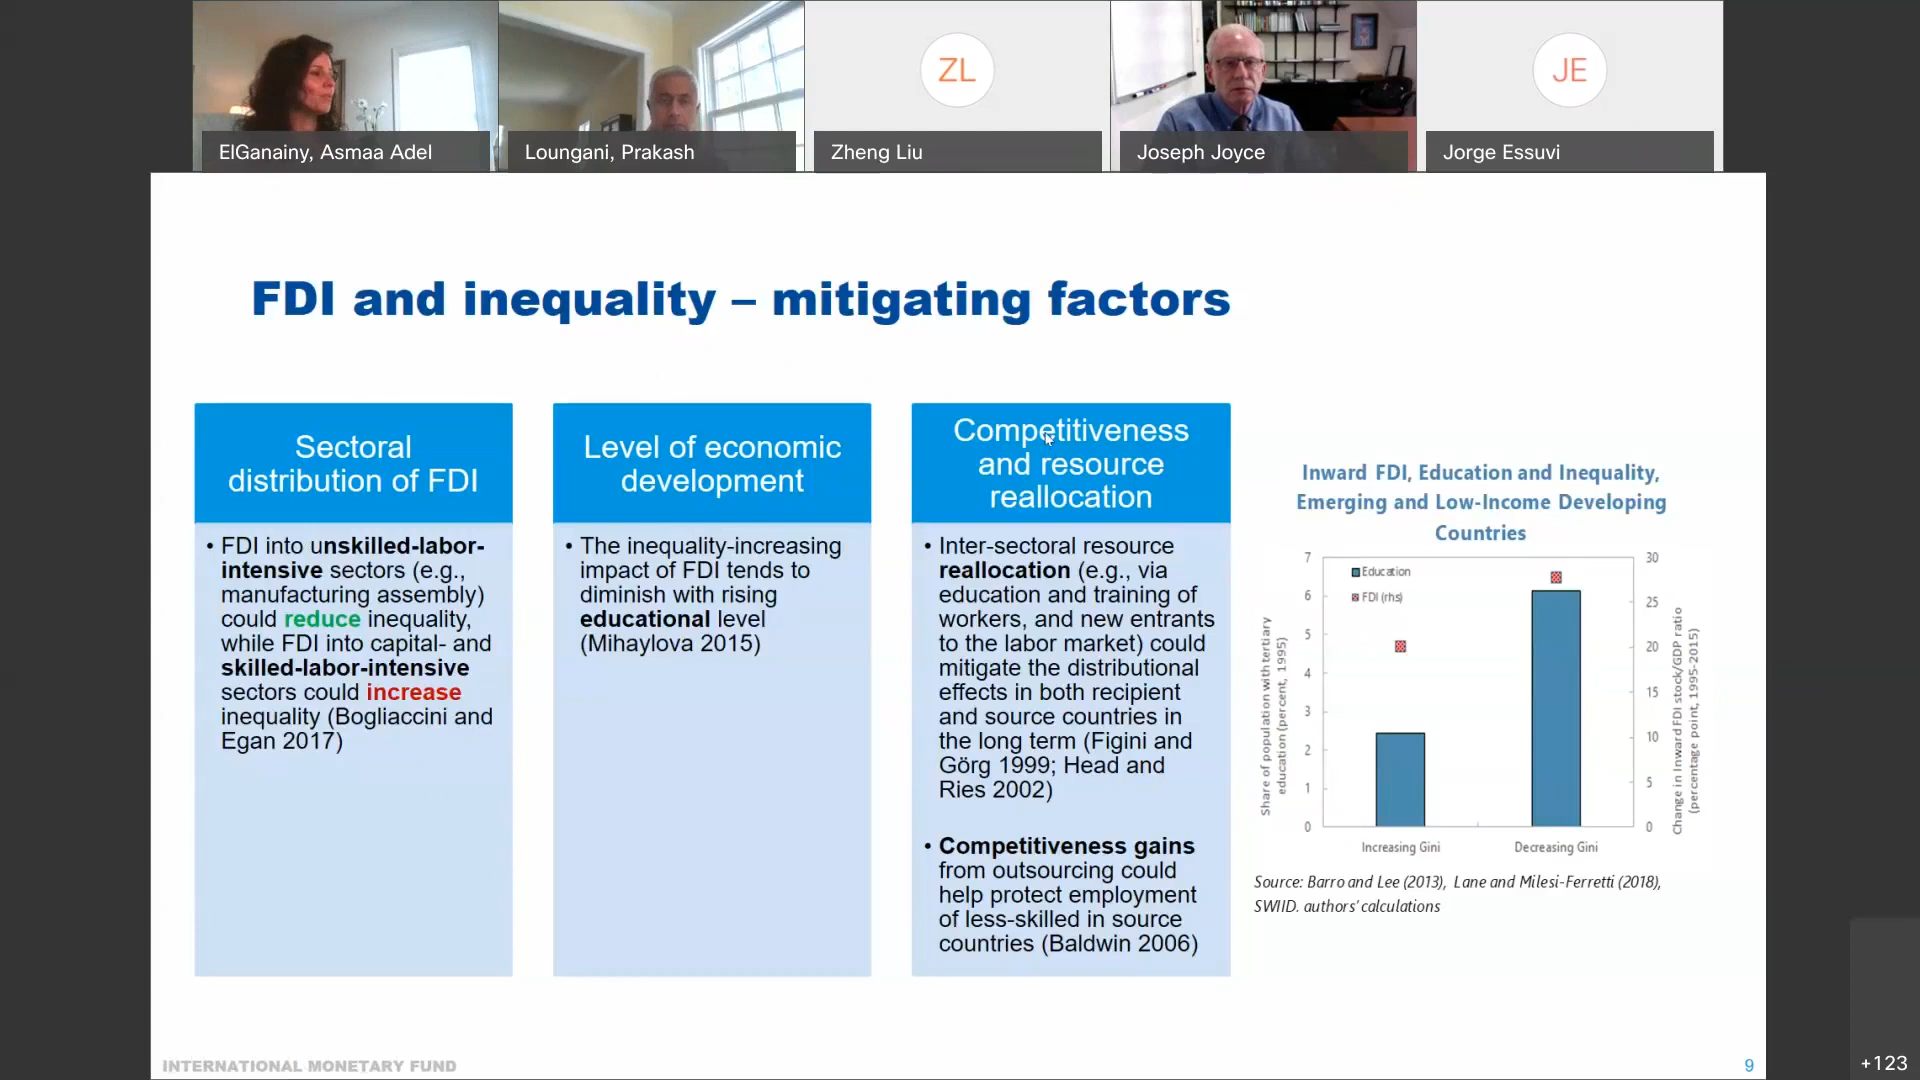 ElGanainy, Asmaa Adel
Loungani, Prakash
ZL
Zheng Liu
Joseph Joyce
JE
Jorge Essuvi
FDI and inequality – mitigating factors
Sectoral
distribution of FDI
• FDI into unskilled-labor-
intensive sectors (e.g.,
manufacturing assembly)
could reduce inequality,
while FDI into capital- and
skilled-labor-intensive
sectors could increase
inequality (Bogliaccini and
Egan 2017)
Level of economic
development
• The inequality-increasing
impact of FDI tends to
diminish with rising
educational level
(Mihaylova 2015)
Competitiveness
and resource
reallocation
• Inter-sectoral resource
reallocation (e.g., via
education and training of
workers, and new entrants
to the labor market) could
mitigate the distributional
effects in both recipient
and source countries in
the long term (Figini and
Görg 1999; Head and
Ries 2002)
• Competitiveness gains
from outsourcing could
help protect employment
of less-skilled in source
countries (Baldwin 2006)
Inward FDI, Education and Inequality,
Emerging and Low-Income Developing
Countries
Share of population with tertiary
education (percent, 1995)
7
6
5
4
3
2
1
0
Education
FDI (rhs)
30
25
20
15
10
5
0
Change in Inward FDI stock/GDP ratio
(percentage point, 1995-2015)
Increasing Gini
Decreasing Gini
Source: Barro and Lee (2013), Lane and Milesi-Ferretti (2018),
SWIID. authors' calculations
INTERNATIONAL MONETARY FUND
9
+123